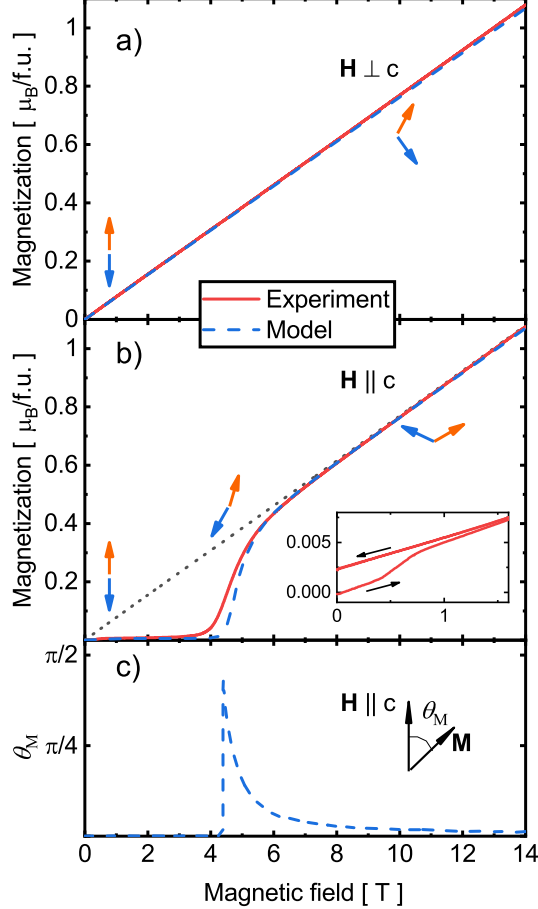 a)
H ⊥ c
Magnetization [ μB/f.u. ]
1
0.8
0.6
0.4
0.2
0
Experiment
Model
b)
H || c
Magnetization [ μB/f.u. ]
1
0.8
0.6
0.4
0.2
0.005
0.000
0
1
c)
H || c
θM
M
θM
π/2
π/4
0 2 4 6 8 10 12 14
Magnetic field [ T ]